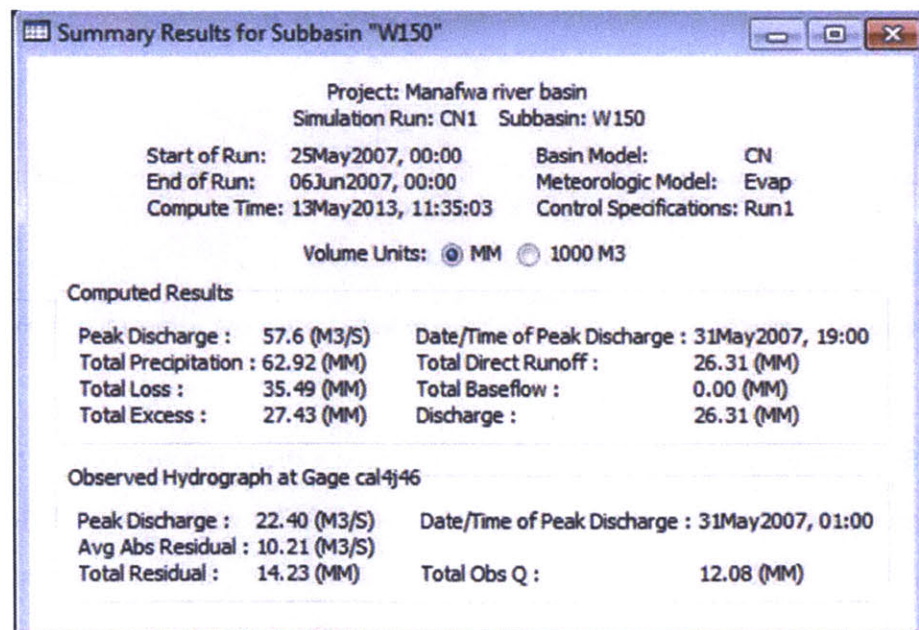 Summary Results for Subbasin "W150"
Project: Manafwa river basin
Simulation Run: CN1 Subbasin: W150
Start of Run: 25May2007, 00:00 Basin Model: CN
End of Run: 06Jun2007, 00:00 Meteorologic Model: Evap
Compute Time: 13May2013, 11:35:03 Control Specifications: Run1
Volume Units: MM 1000 M3
Computed Results
Peak Discharge : 57.6 (M3/S) Date/Time of Peak Discharge : 31May2007, 19:00
Total Precipitation : 62.92 (MM) Total Direct Runoff : 26.31 (MM)
Total Loss : 35.49 (MM) Total Baseflow : 0.00 (MM)
Total Excess : 27.43 (MM) Discharge : 26.31 (MM)
Observed Hydrograph at Gage cal4j46
Peak Discharge : 22.40 (M3/S) Date/Time of Peak Discharge : 31May2007, 01:00
Avg Abs Residual : 10.21 (M3/S)
Total Residual : 14.23 (MM) Total Obs Q : 12.08 (MM)